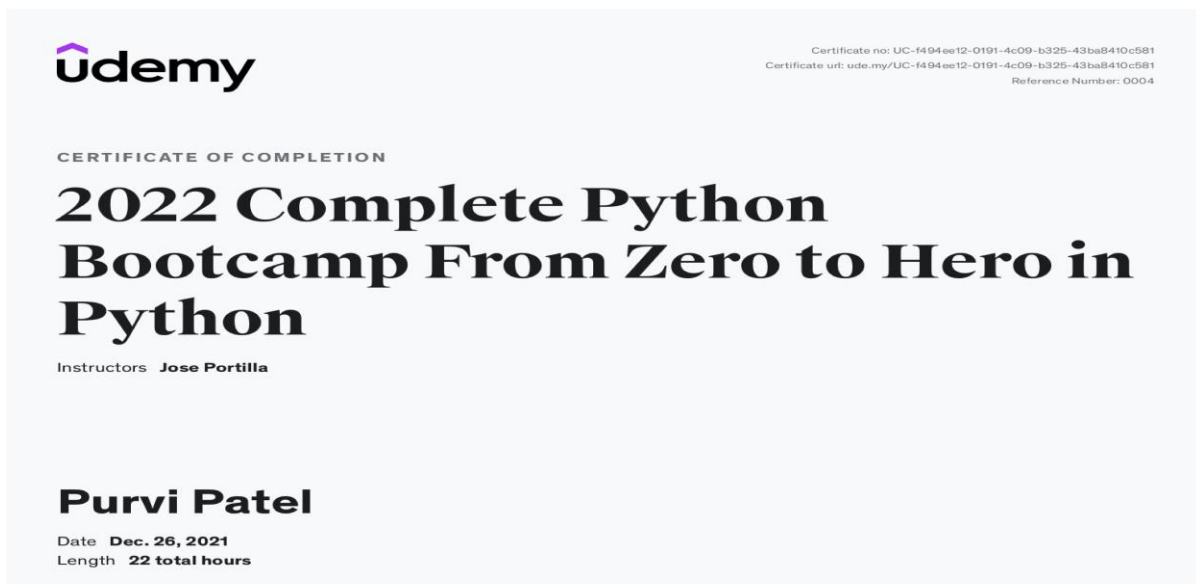 udemy
Certificate no: UC-f494ee12-0191-4c09-b325-43ba8410c581
Certificate url: ude.my/UC-f494ee12-0191-4c09-b325-43ba8410c581
Reference Number: 0004
CERTIFICATE OF COMPLETION
2022 Complete Python
Bootcamp From Zero to Hero in
Python
Instructors Jose Portilla
Purvi Patel
Date Dec. 26, 2021
Length 22 total hours